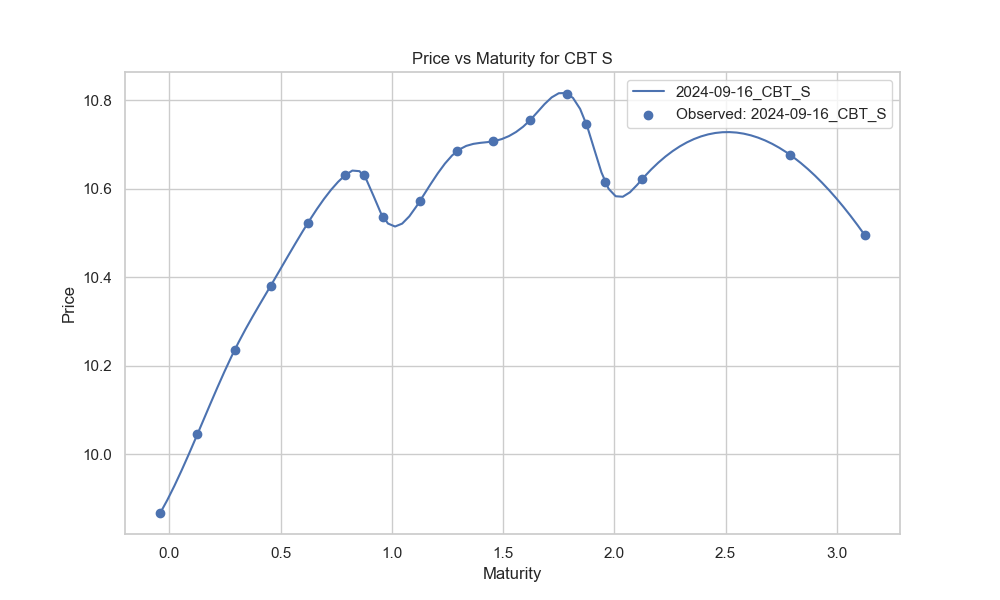 Price vs Maturity for CBT S
2024-09-16_CBT_S
Observed: 2024-09-16_CBT_S
10.8
10.6
10.4
10.2
10.0
Price
0.0 0.5 1.0 1.5 2.0 2.5 3.0
Maturity